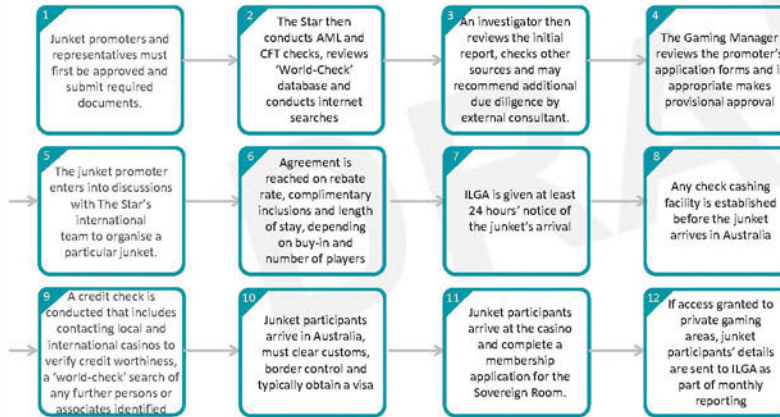 1
Junket promoters and
representatives must
first be approved and
submit required
documents.
2
The Star then
conducts AML and
CFT checks, reviews
‘World-Check’
database and
conducts internet
searches
3
An investigator then
reviews the initial
report, checks other
sources and may
recommend additional
due diligence by
external consultant.
4
The Gaming Manager
reviews the promoter's
application forms and i
appropriate makes
provisional approval
5
The junket promoter
enters into discussions
with The Star’s
international
team to organise a
particular junket.
6
Agreement is
reached on rebate
rate, complimentary
inclusions and length
of stay, depending
on buy-in and
number of players
7
ILGA is given at least
24 hours’ notice of
the junket’s arrival
8
Any check cashing
facility is established
before the junket
arrives in Australia
9
A credit check is
conducted that includes
contacting local and
international casinos to
verify credit worthiness,
a ‘world-check’ search of
any further persons or
associates identified
10
Junket participants
arrive in Australia,
must clear customs,
border control and
typically obtain a visa
11
Junket participants
arrive at the casino
and complete a
membership
application for the
Sovereign Room.
12
If access granted to
private gaming
areas, junket
participants’ details
are sent to ILGA as
part of monthly
reporting